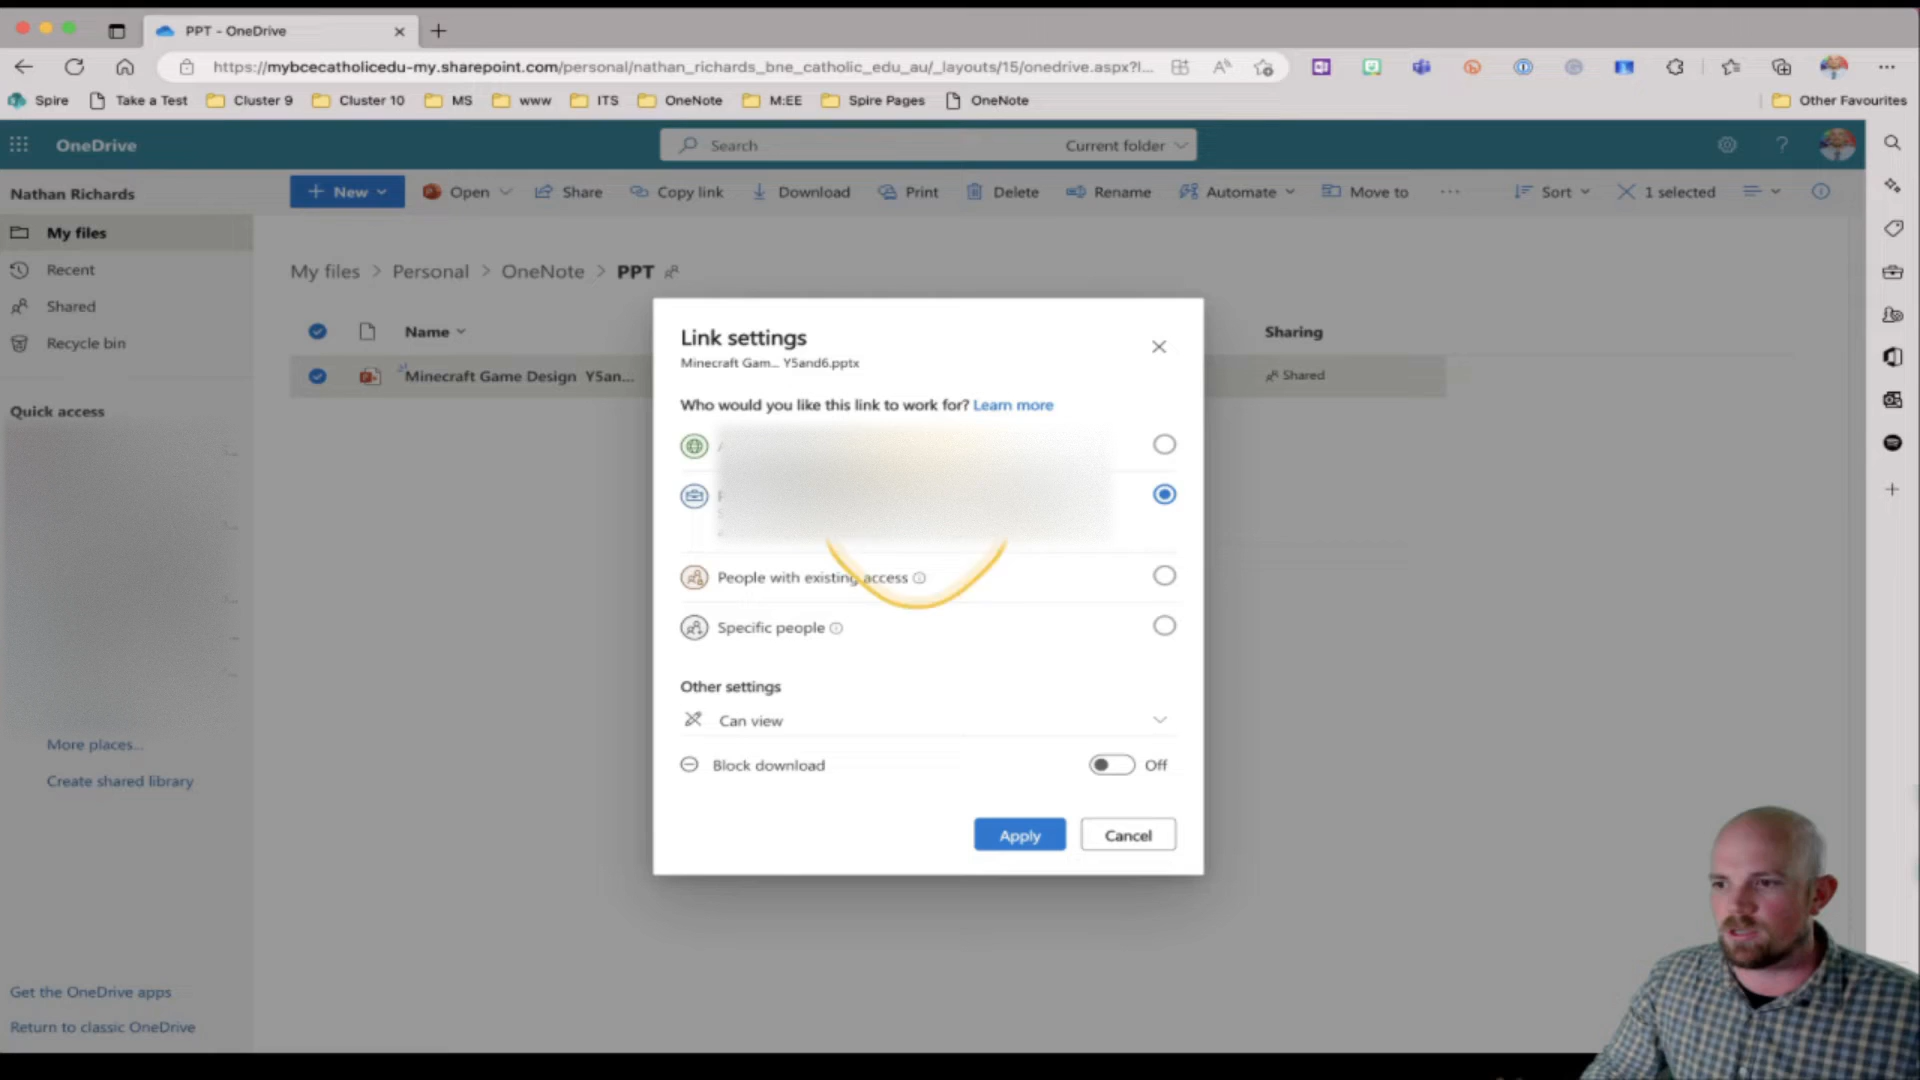 PPT - OneDrive
https://mybcecatholicedu-my.sharepoint.com/personal/nathan_richards_bne_catholic_edu_au/_layouts/15/onedrive.aspx?l...
Spire Take a Test Cluster 9 Cluster 10 MS www ITS OneNote M:EE Spire Pages OneNote Other Favourites
OneDrive Search Current folder
Nathan Richards
New Open Share Copy link Download Print Delete Rename Automate Move to ... Sort 1 selected
My files
Recent
Shared
Recycle bin
Quick access
More places...
Create shared library
Get the OneDrive apps
Return to classic OneDrive
My files > Personal > OneNote > PPT
Name Sharing
Minecraft Game Design Y5an... Shared
Link settings
Minecraft Gam... Y5and6.pptx
Who would you like this link to work for? Learn more
People with existing access
Specific people
Other settings
Can view
Block download Off
Apply Cancel